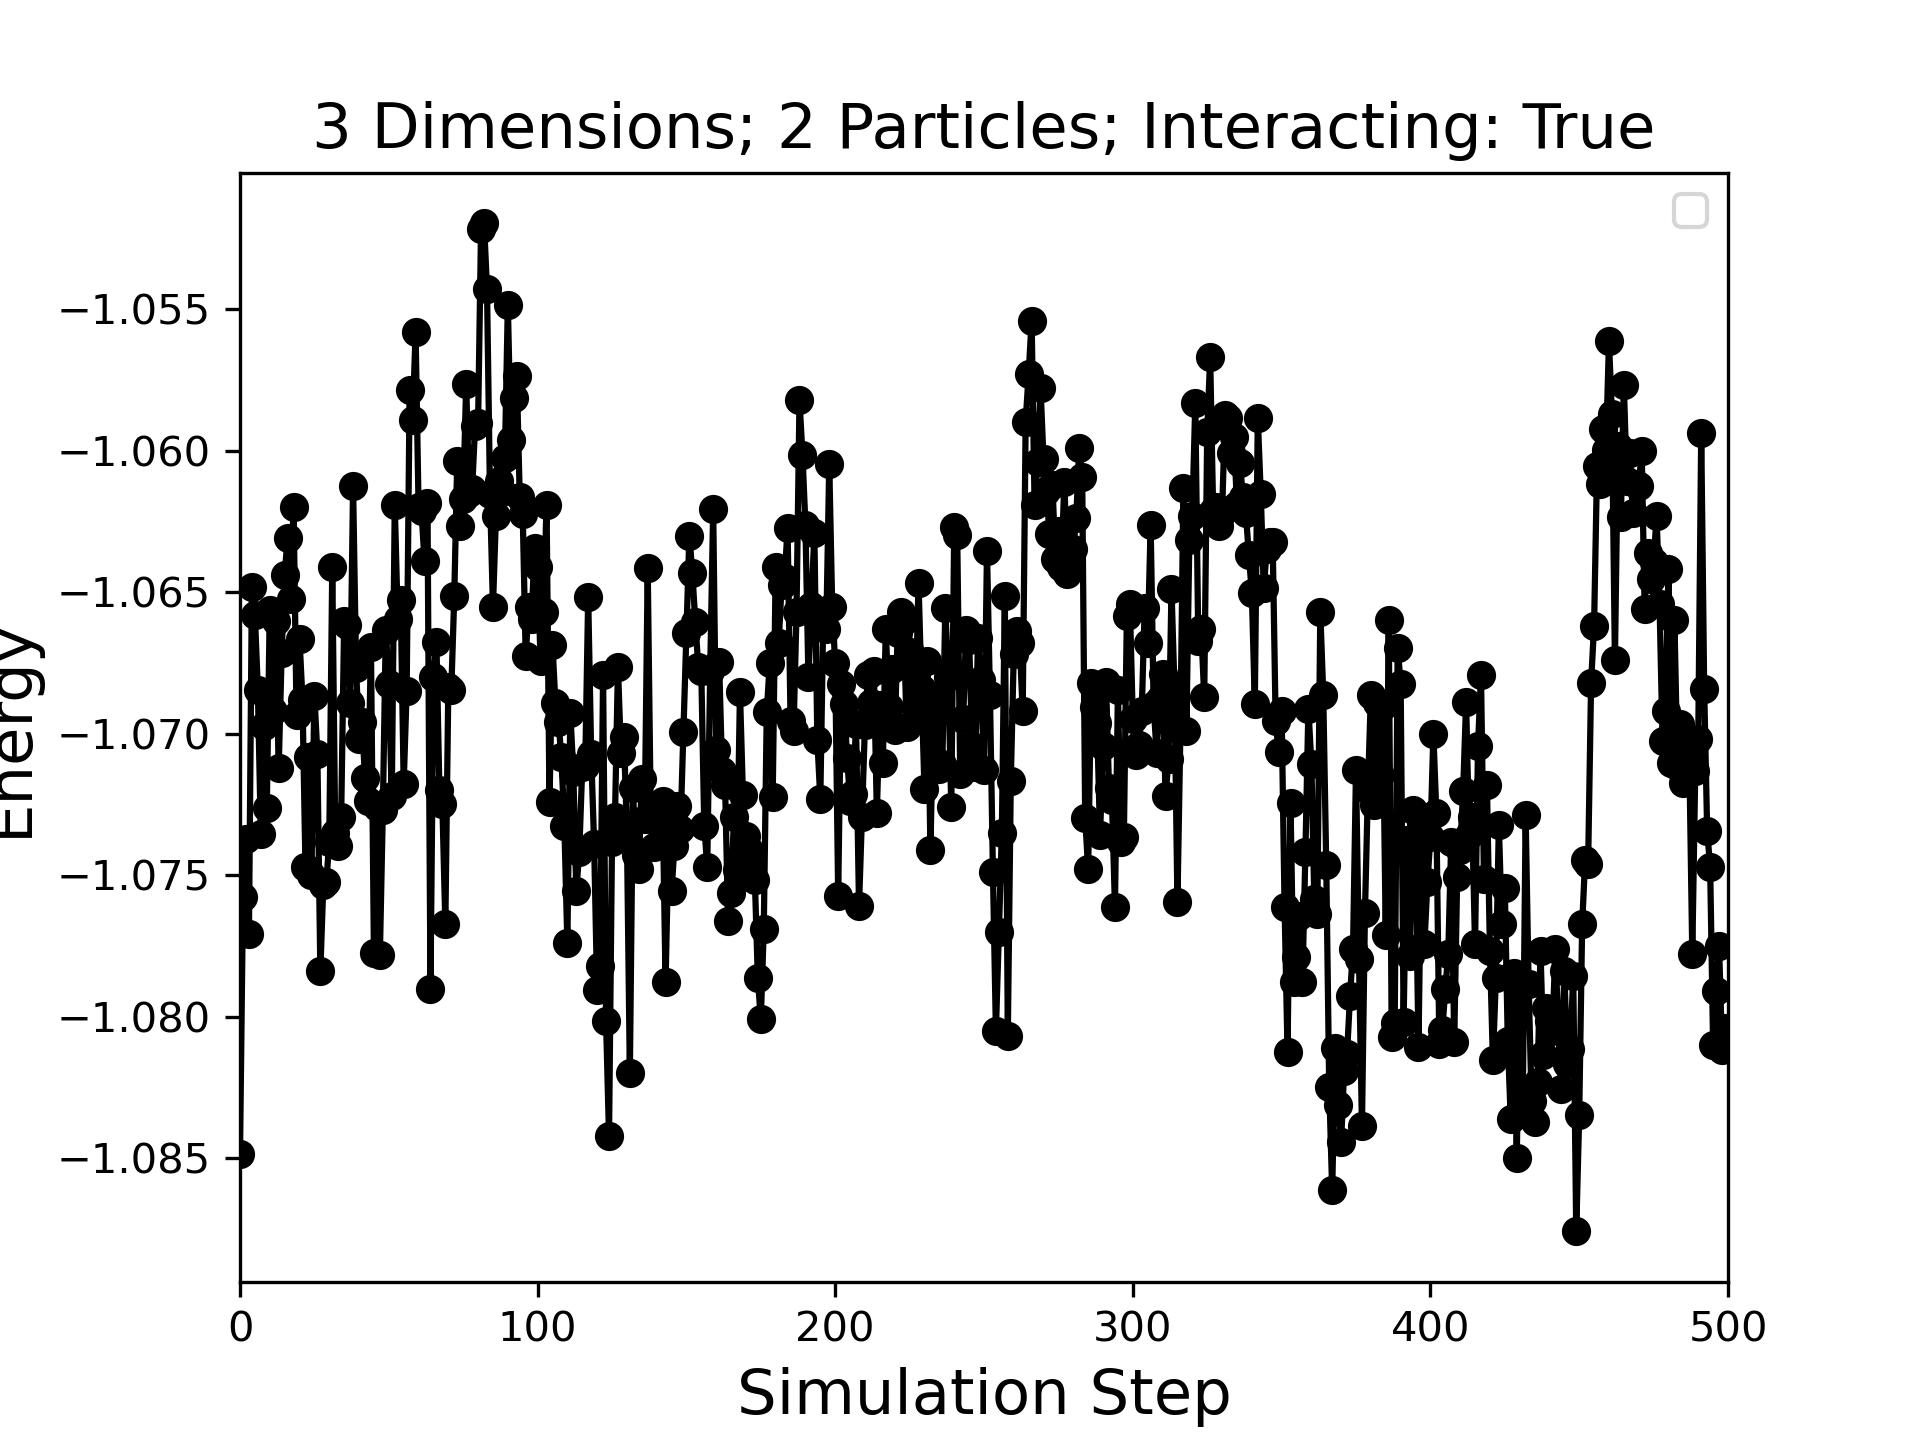 3 Dimensions; 2 Particles; Interacting: True
Energy
−1.055
−1.060
−1.065
−1.070
−1.075
−1.080
−1.085
0 100 200 300 400 500
Simulation Step